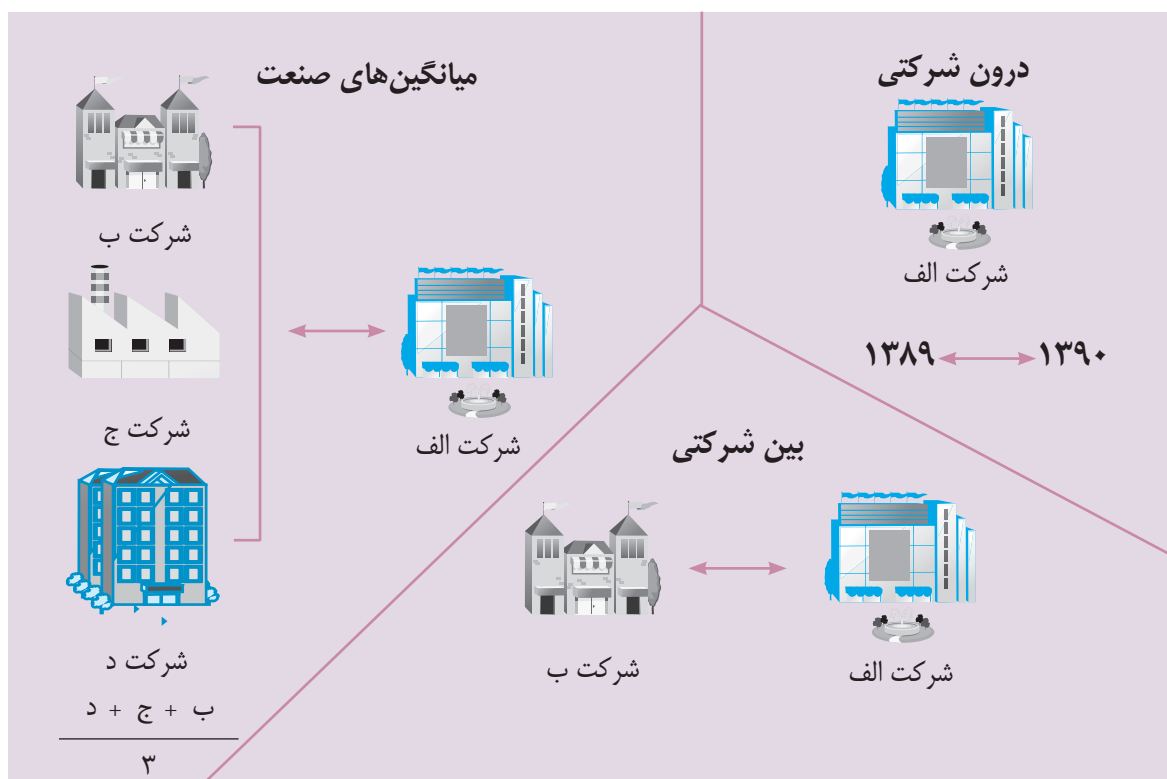 درون شرکتی
شرکت الف
۱۳۹۰ ۱۳۸۹
میانگین‌های صنعت
شرکت ب
شرکت ج
شرکت د
ب + ج + د
۳
شرکت الف
بین شرکتی
شرکت الف
شرکت ب